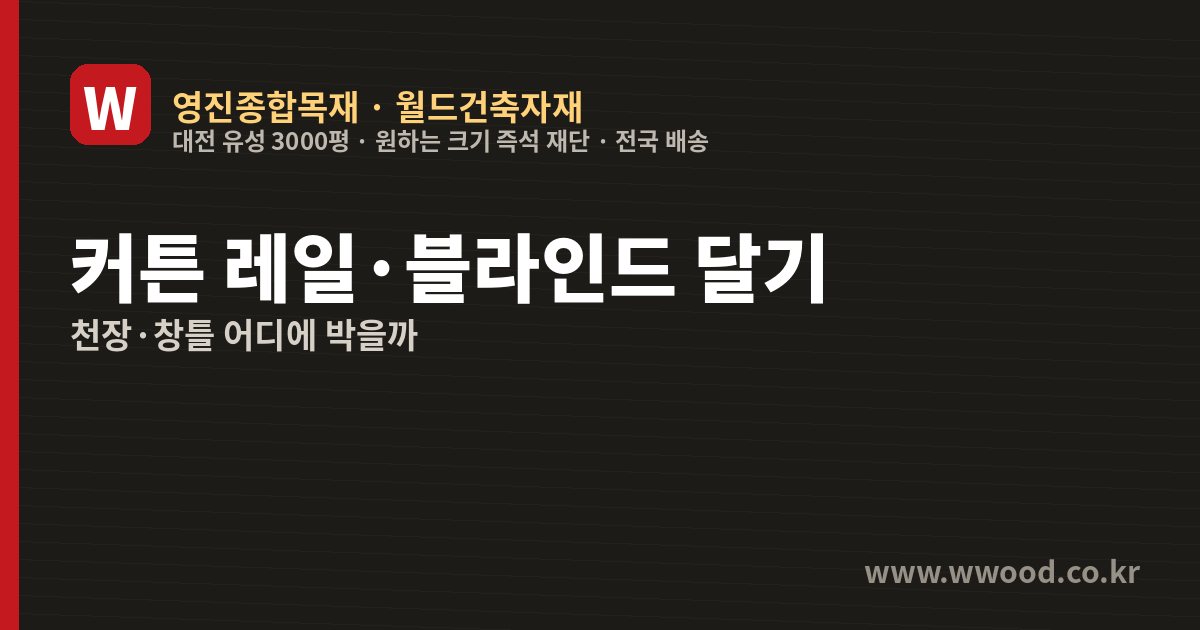 W
영진종합목재 · 월드건축자재
대전 유성 3000평 · 원하는 크기 즉석 재단 · 전국 배송
커튼 레일·블라인드 달기
천장·창틀 어디에 박을까
www.wwood.co.kr